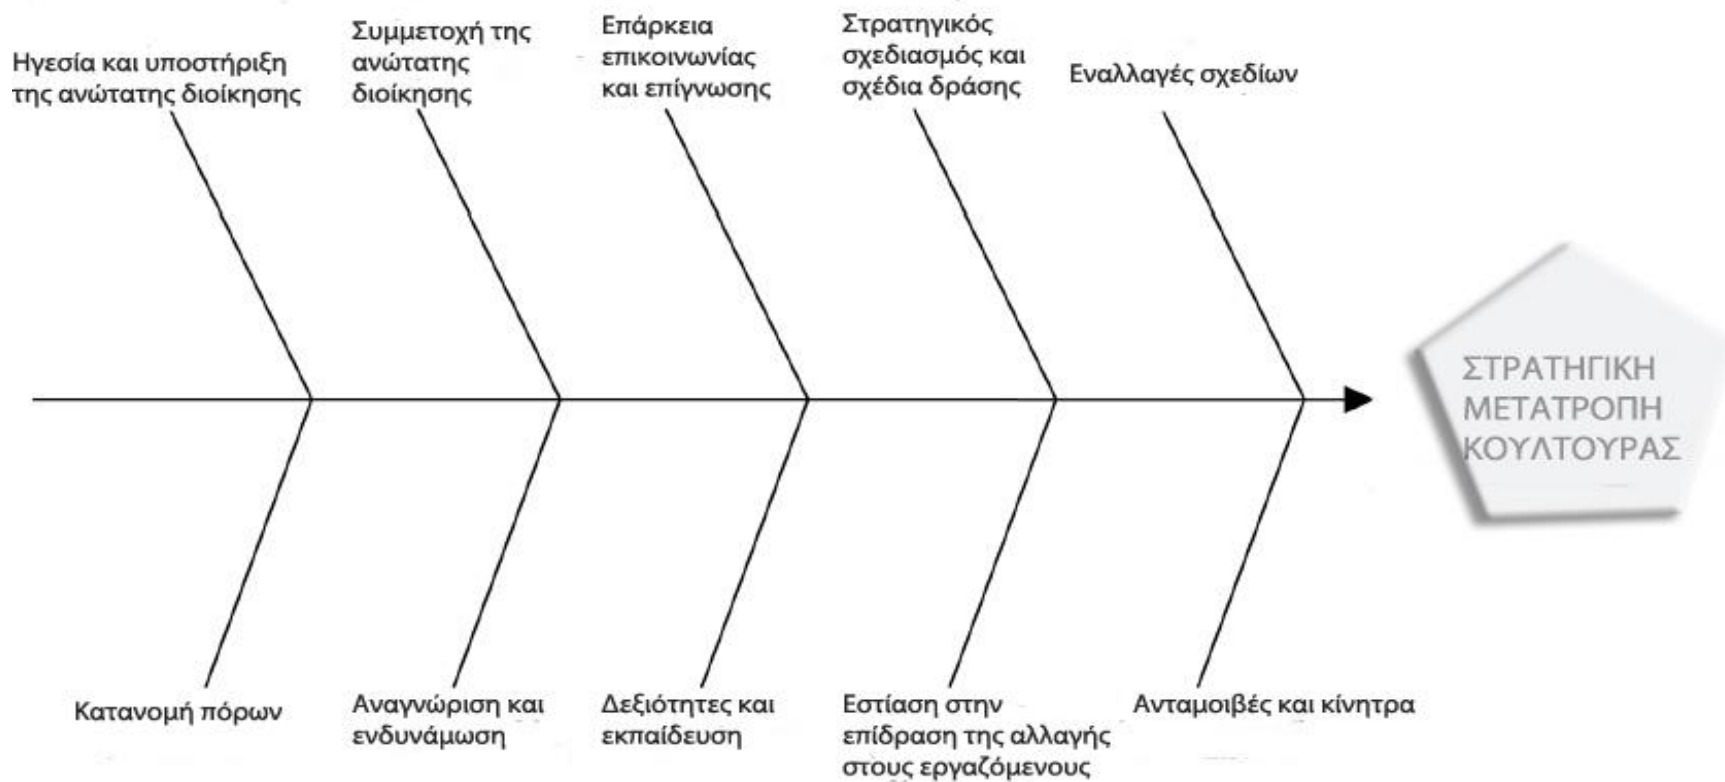 Ηγεσία και υποστήριξη
της ανώτατης διοίκησης
Συμμετοχή της
ανώτατης
διοίκησης
Επάρκεια
επικοινωνίας
και επίγνωσης
Στρατηγικός
σχεδιασμός και
σχέδια δράσης
Εναλλαγές σχεδίων
ΣΤΡΑΤΗΓΙΚΗ
ΜΕΤΑΤΡΟΠΗ
ΚΟΥΛΤΟΥΡΑΣ
Κατανομή πόρων
Αναγνώριση και
ενδυνάμωση
Δεξιότητες και
εκπαίδευση
Εστίαση στην
επίδραση της αλλαγής
στους εργαζόμενους
Ανταμοιβές και κίνητρα